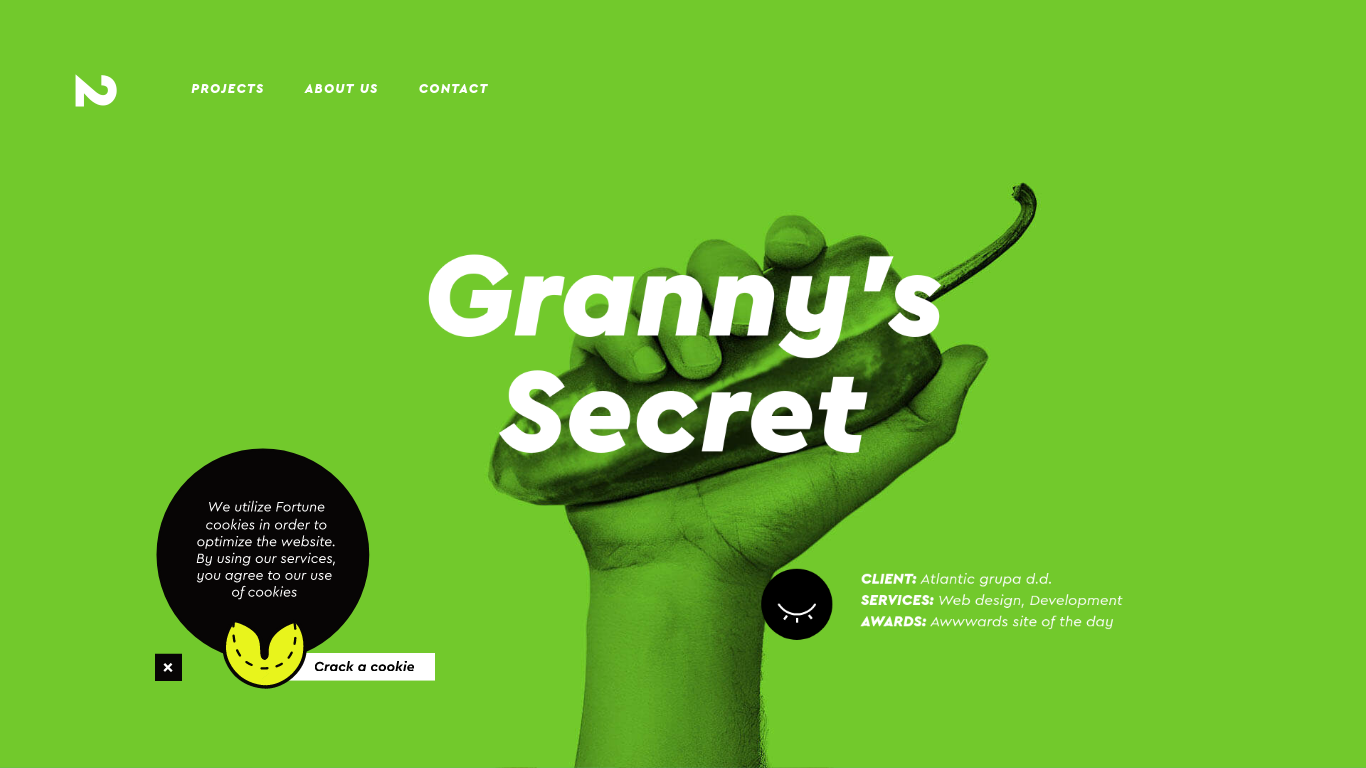 PROJECTS ABOUT US CONTACT
Granny's
Secret
We utilize Fortune
cookies in order to
optimize the website.
By using our services,
you agree to our use
of cookies
Crack a cookie
CLIENT: Atlantic grupa d.d.
SERVICES: Web design, Development
AWARDS: Awwwards site of the day